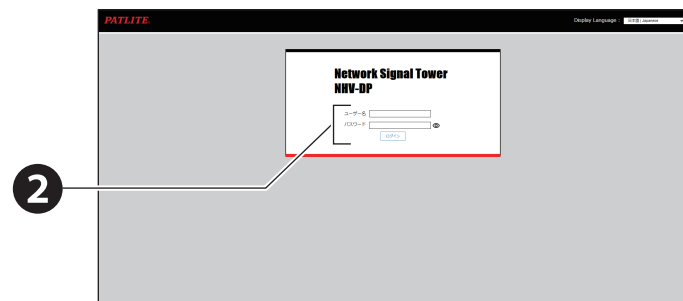 PATLITE
Display Language : 日本語 | Japanese
Network Signal Tower
NHV-DP
ユーザー名
パスワード
ログイン
2